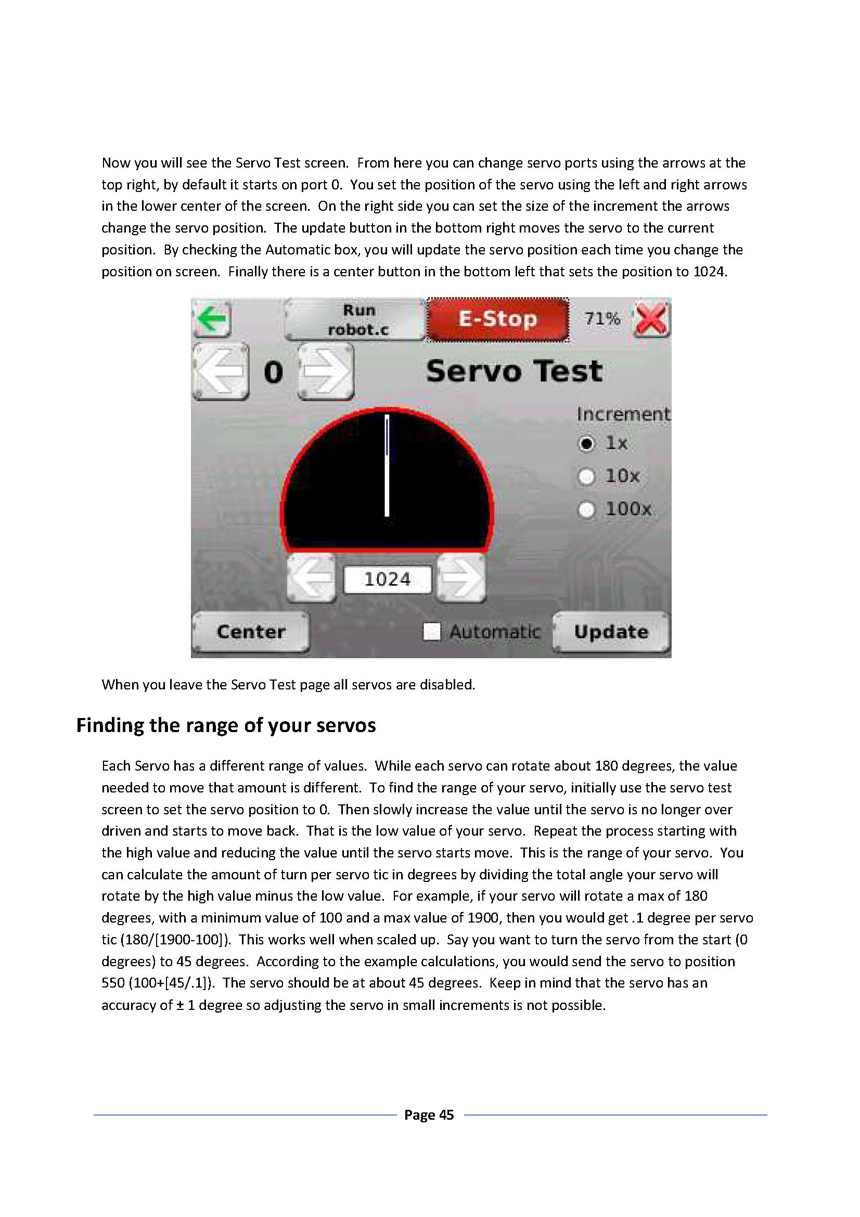 Now you will see the Servo Test screen.  From here you can change servo ports using the arrows at the
top right, by default it starts on port 0.  You set the position of the servo using the left and right arrows
in the lower center of the screen.  On the right side you can set the size of the increment the arrows
change the servo position.  The update button in the bottom right moves the servo to the current
position.  By checking the Automatic box, you will update the servo position each time you change the
position on screen.  Finally there is a center button in the bottom left that sets the position to 1024.
Run
robot.c
E-Stop
71%
0
Servo Test
Increment
1x
10x
100x
1024
Center
Automatic
Update
When you leave the Servo Test page all servos are disabled.
Finding the range of your servos
Each Servo has a different range of values.  While each servo can rotate about 180 degrees, the value
needed to move that amount is different.  To find the range of your servo, initially use the servo test
screen to set the servo position to 0.  Then slowly increase the value until the servo is no longer over
driven and starts to move back.  That is the low value of your servo.  Repeat the process starting with
the high value and reducing the value until the servo starts move.  This is the range of your servo.  You
can calculate the amount of turn per servo tic in degrees by dividing the total angle your servo will
rotate by the high value minus the low value.  For example, if your servo will rotate a max of 180
degrees, with a minimum value of 100 and a max value of 1900, then you would get .1 degree per servo
tic (180/[1900-100]).  This works well when scaled up.  Say you want to turn the servo from the start (0
degrees) to 45 degrees.  According to the example calculations, you would send the servo to position
550 (100+[45/.1]).  The servo should be at about 45 degrees.  Keep in mind that the servo has an
accuracy of ± 1 degree so adjusting the servo in small increments is not possible.
Page 45